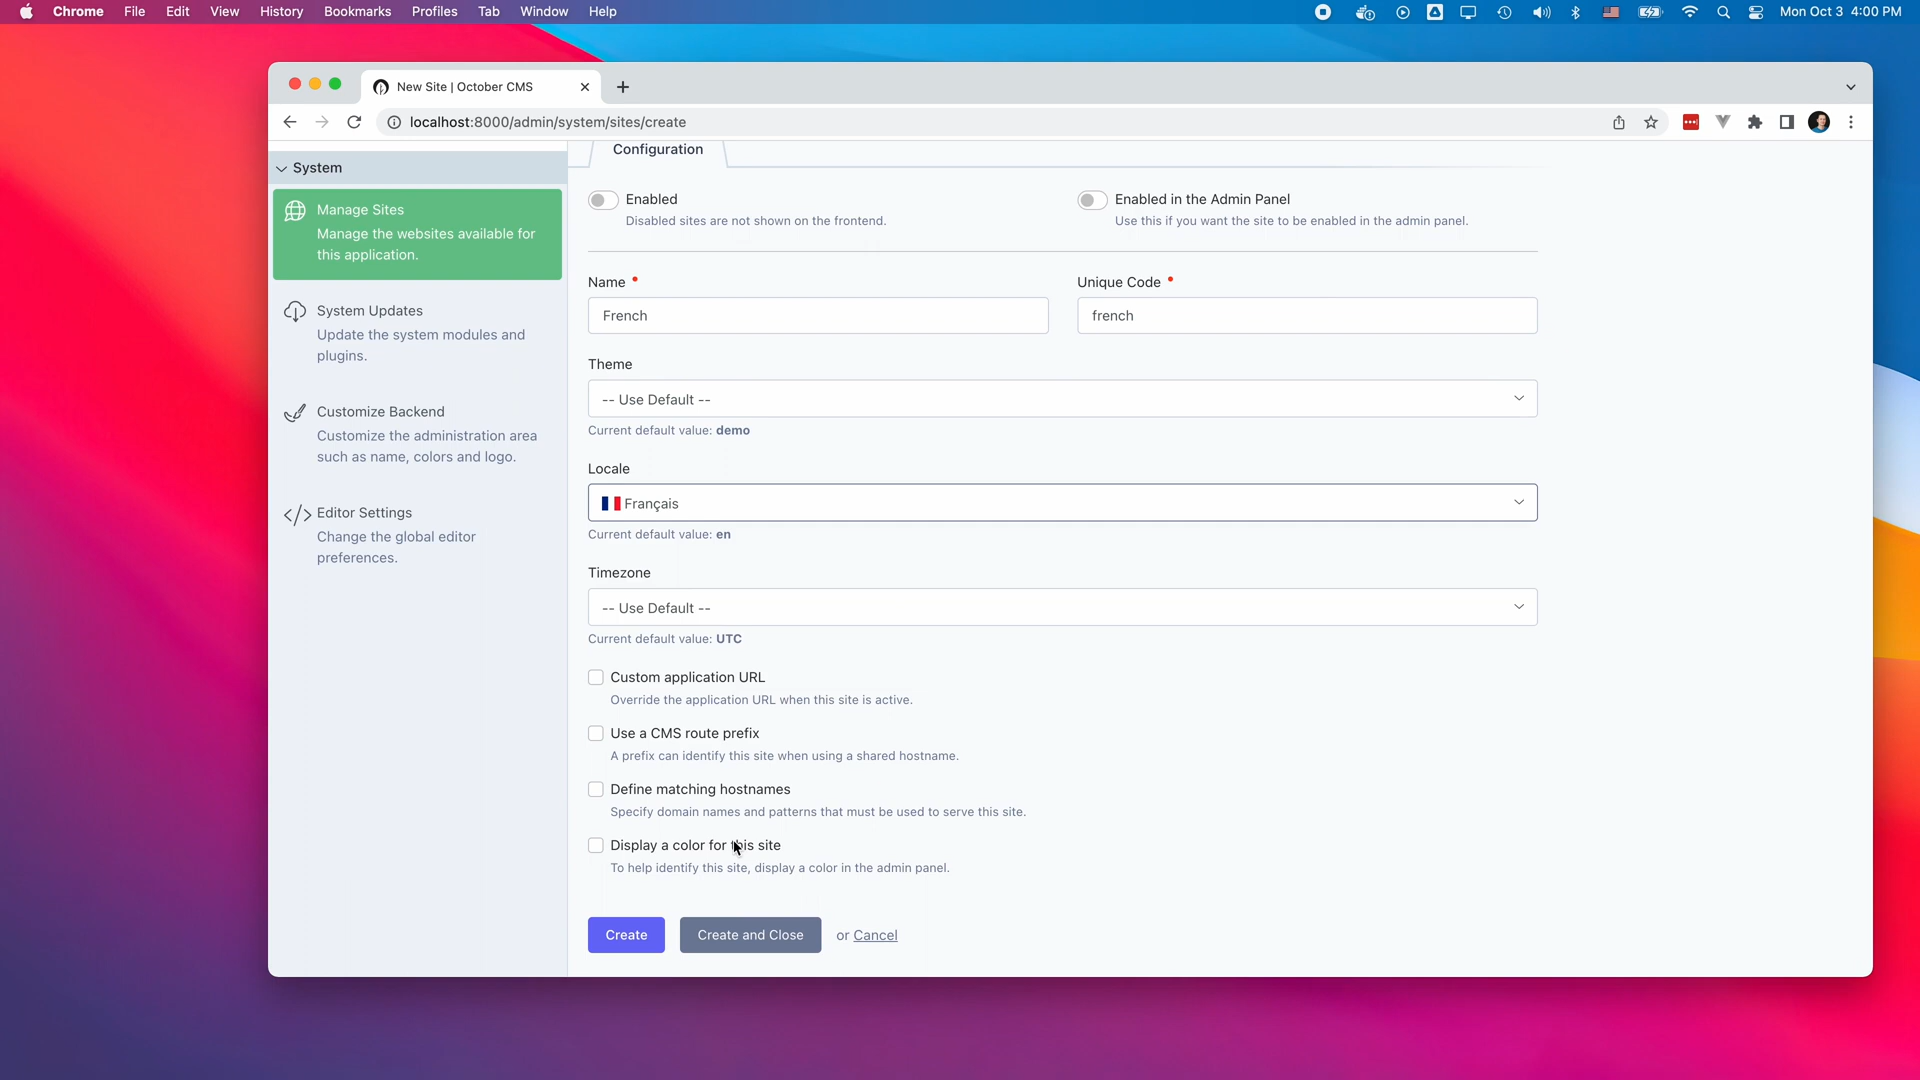 Chrome File Edit View History Bookmarks Profiles Tab Window Help Mon Oct 3 4:00 PM
New Site | October CMS
localhost:8000/admin/system/sites/create
System
Manage Sites
Manage the websites available for
this application.
System Updates
Update the system modules and
plugins.
Customize Backend
Customize the administration area
such as name, colors and logo.
Editor Settings
Change the global editor
preferences.
Configuration
Enabled
Disabled sites are not shown on the frontend.
Enabled in the Admin Panel
Use this if you want the site to be enabled in the admin panel.
Name
French
Unique Code
french
Theme
-- Use Default --
Current default value: demo
Locale
Français
Current default value: en
Timezone
-- Use Default --
Current default value: UTC
Custom application URL
Override the application URL when this site is active.
Use a CMS route prefix
A prefix can identify this site when using a shared hostname.
Define matching hostnames
Specify domain names and patterns that must be used to serve this site.
Display a color for this site
To help identify this site, display a color in the admin panel.
Create
Create and Close
or Cancel